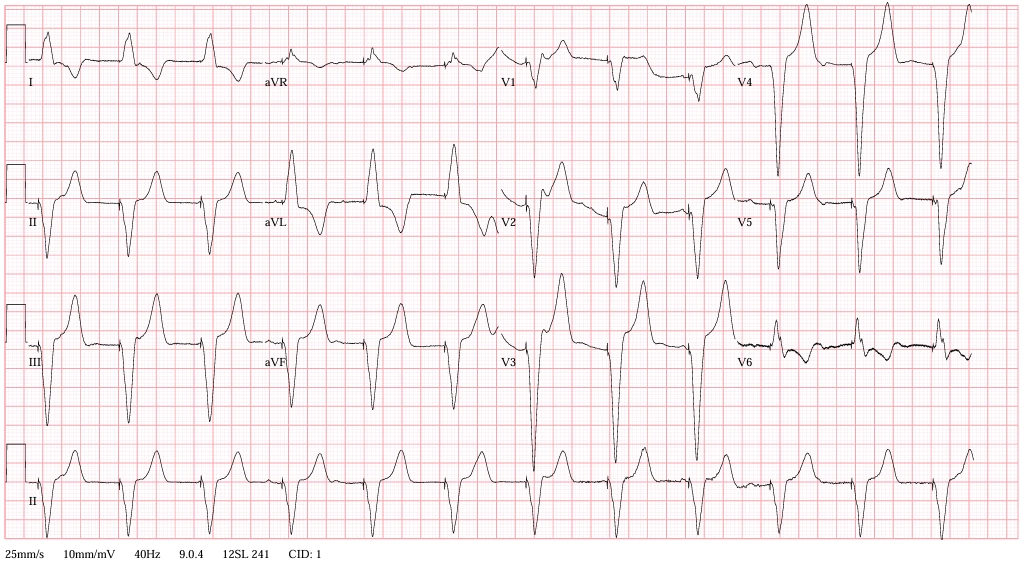 I aVR V1 V4
II aVL V2 V5
III aVF V3 V6
II
25mm/s 10mm/mV 40Hz 9.0.4 12SL 241 CID: 1